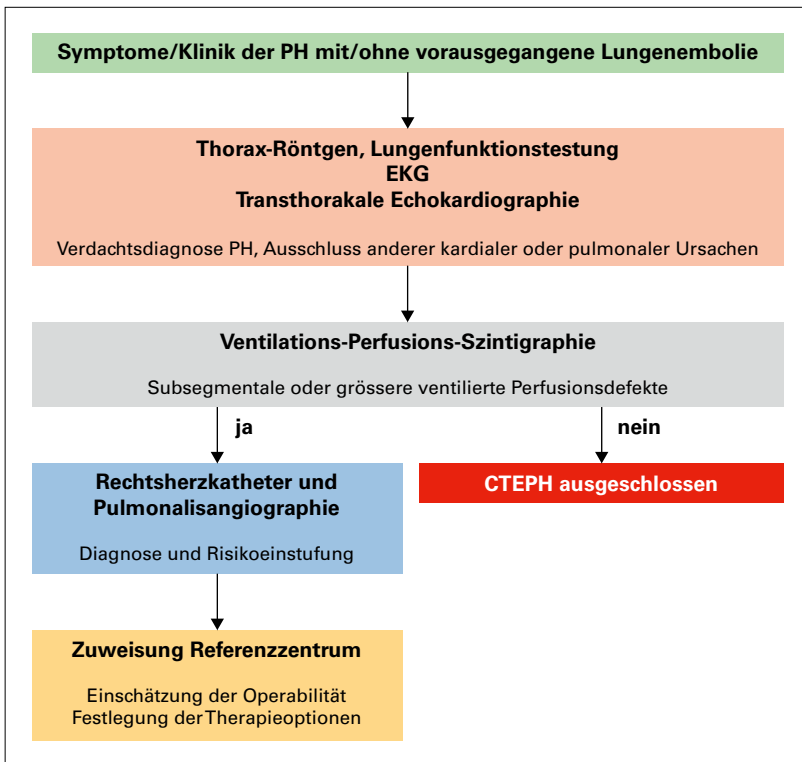 Symptome/Klinik der PH mit/ohne vorausgegangene Lungenembolie
Thorax-Röntgen, Lungenfunktionstestung
EKG
Transthorakale Echokardiographie
Verdachtsdiagnose PH, Ausschluss anderer kardialer oder pulmonaler Ursachen
Ventilations-Perfusions-Szintigraphie
Subsegmentale oder grössere ventilierte Perfusionsdefekte
ja
nein
Rechtsherzkatheter und
Pulmonalisangiographie
Diagnose und Risikoeinstufung
CTEPH ausgeschlossen
Zuweisung Referenzzentrum
Einschätzung der Operabilität
Festlegung der Therapieoptionen